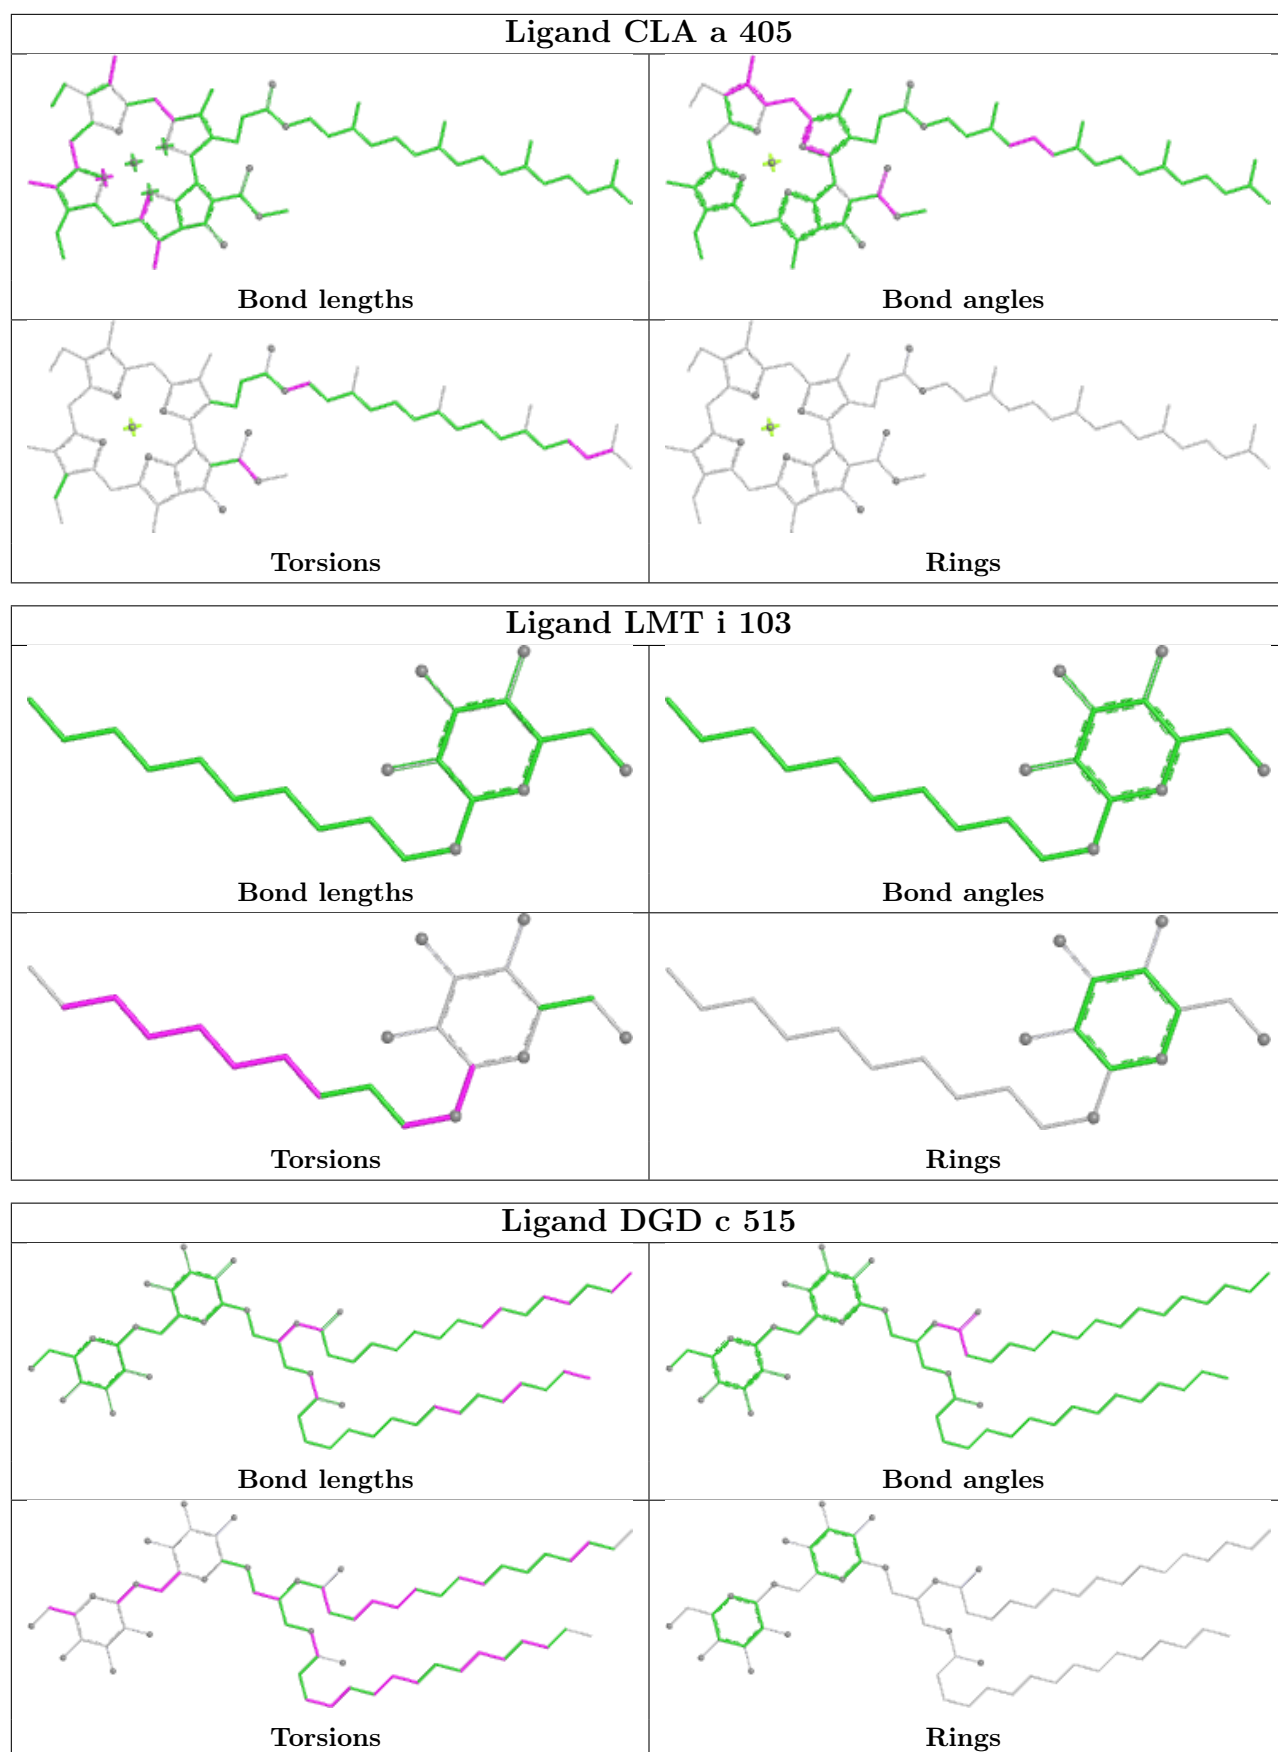 Ligand CLA a 405
Bond lengths
Bond angles
Torsions
Rings
Ligand LMT i 103
Bond lengths
Bond angles
Torsions
Rings
Ligand DGD c 515
Bond lengths
Bond angles
Torsions
Rings